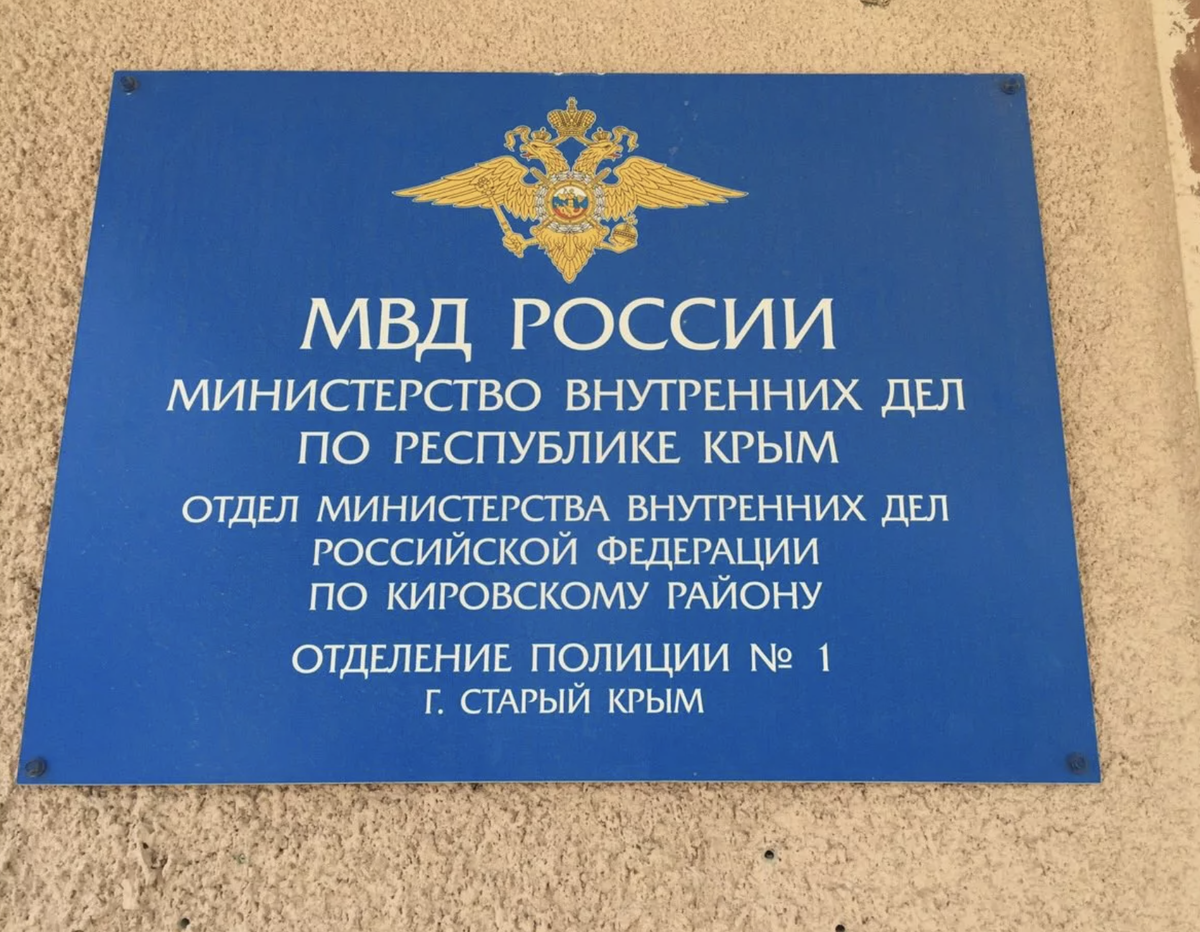 МВД РОССИИ
МИНИСТЕРСТВО ВНУТРЕННИХ ДЕЛ
ПО РЕСПУБЛИКЕ КРЫМ
ОТДЕЛ МИНИСТЕРСТВА ВНУТРЕННИХ ДЕЛ
РОССИЙСКОЙ ФЕДЕРАЦИИ
ПО КИРОВСКОМУ РАЙОНУ
ОТДЕЛЕНИЕ ПОЛИЦИИ № 1
Г. СТАРЫЙ КРЫМ